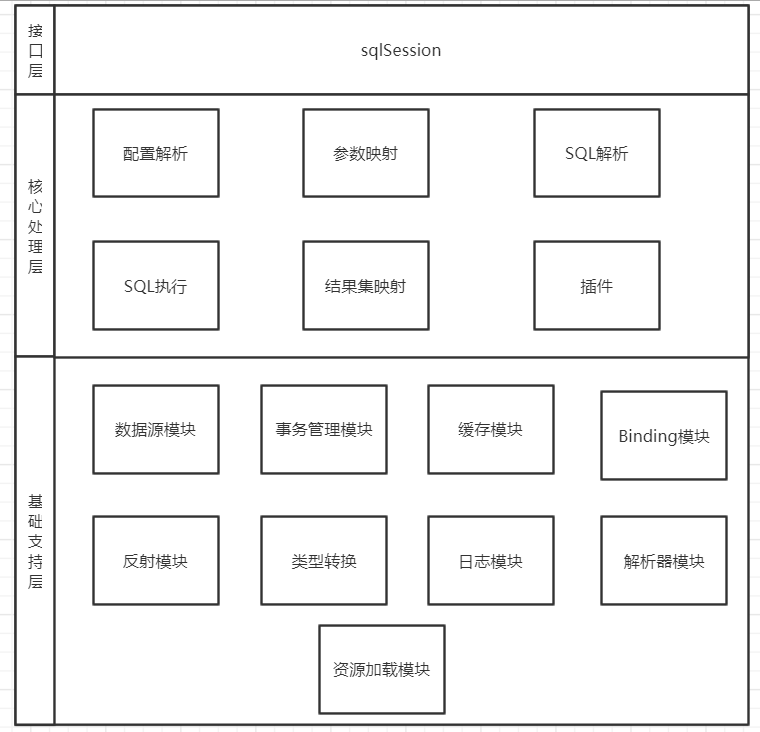 接口层
sqlSession
核心处理层
配置解析
参数映射
SQL解析
SQL执行
结果集映射
插件
基础支持层
数据源模块
事务管理模块
缓存模块
Binding模块
反射模块
类型转换
日志模块
解析器模块
资源加载模块